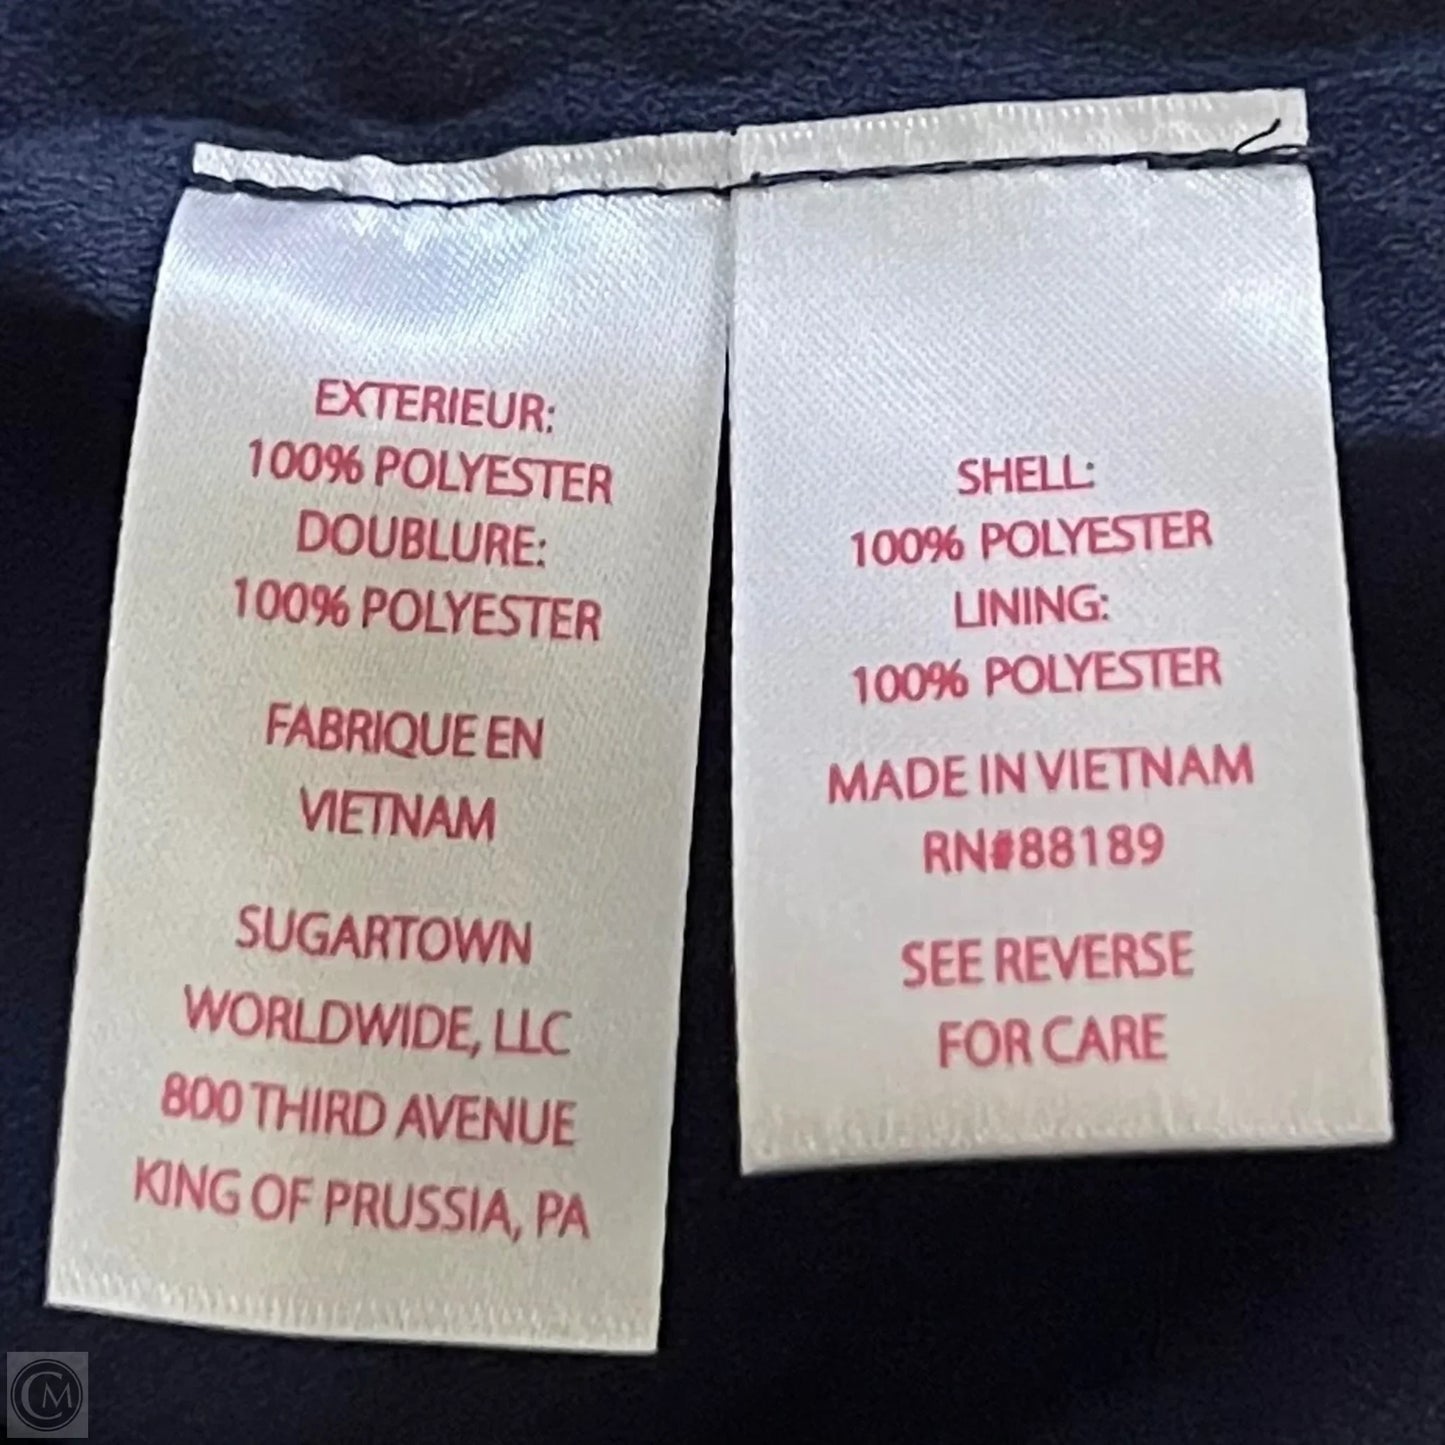 EXTERIEUR:
100% POLYESTER
DOUBLURE:
100% POLYESTER
FABRIQUE EN
VIETNAM
SUGARTOWN
WORLDWIDE, LLC
800 THIRD AVENUE
KING OF PRUSSIA, PA
SHELL:
100% POLYESTER
LINING:
100% POLYESTER
MADE IN VIETNAM
RN#88189
SEE REVERSE
FOR CARE
CM